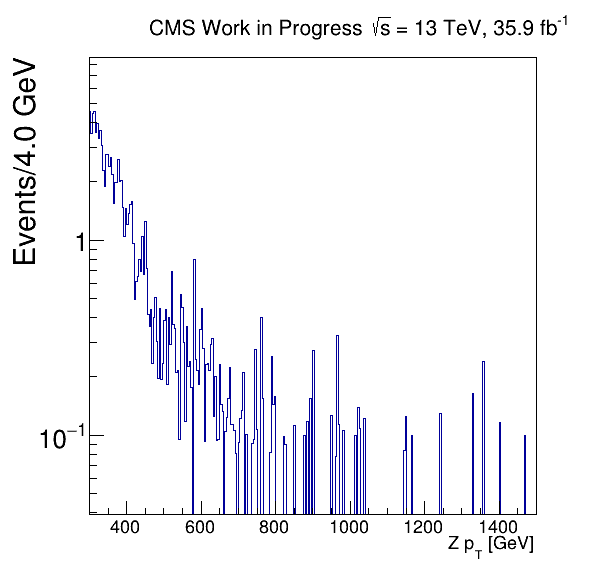 CMS Work in Progress √s = 13 TeV, 35.9 fb⁻¹
Events/4.0 GeV
1
10⁻¹
400 600 800 1000 1200 1400
Z p_T [GeV]